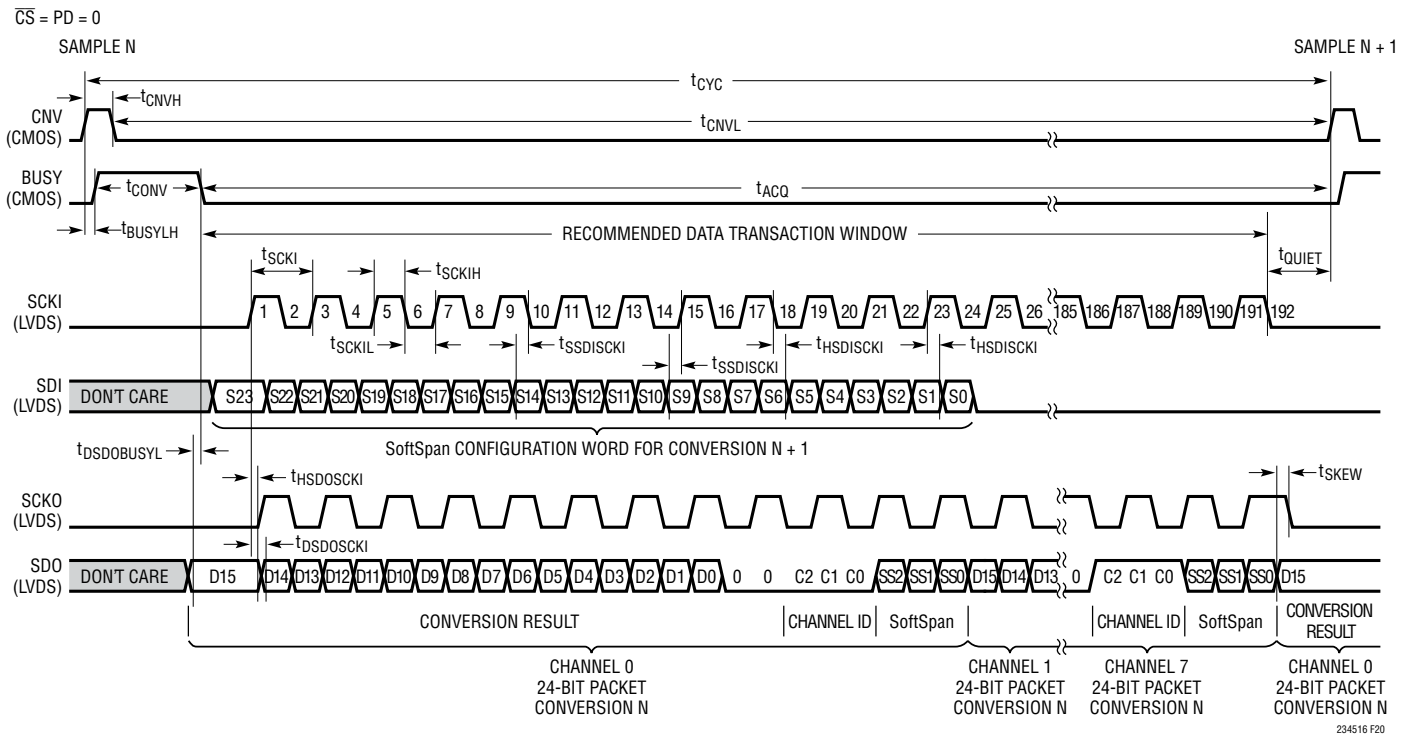 CS = PD = 0
SAMPLE N
SAMPLE N + 1
tCYC
tCNVH
CNV
(CMOS)
tCNVL
BUSY
(CMOS)
tCONV
tACQ
tBUSYLH
RECOMMENDED DATA TRANSACTION WINDOW
tSCKI
tSCKIH
tQUIET
SCKI
(LVDS)
1 2 3 4 5 6 7 8 9 10 11 12 13 14 15 16 17 18 19 20 21 22 23 24 25 26 185 186 187 188 189 190 191 192
tSCKIL
tSSDISCKI
tSSDISCKI
tHSDISCKI
tHSDISCKI
SDI
(LVDS)
DON'T CARE S23 S22 S21 S20 S19 S18 S17 S16 S15 S14 S13 S12 S11 S10 S9 S8 S7 S6 S5 S4 S3 S2 S1 S0
tDSDOBUSYL
SoftSpan CONFIGURATION WORD FOR CONVERSION N + 1
tHSDOSCKI
tSKEW
SCKO
(LVDS)
tDSDOSCKI
SDO
(LVDS)
DON'T CARE D15 D14 D13 D12 D11 D10 D9 D8 D7 D6 D5 D4 D3 D2 D1 D0 0 0 C2 C1 C0 SS2 SS1 SS0 D15 D14 D13 0 C2 C1 C0 SS2 SS1 SS0 D15
CONVERSION RESULT
CHANNEL ID
SoftSpan
CHANNEL ID
SoftSpan
CONVERSION
RESULT
CHANNEL 0
24-BIT PACKET
CONVERSION N
CHANNEL 1
24-BIT PACKET
CONVERSION N
CHANNEL 7
24-BIT PACKET
CONVERSION N
CHANNEL 0
24-BIT PACKET
CONVERSION N
234516 F20